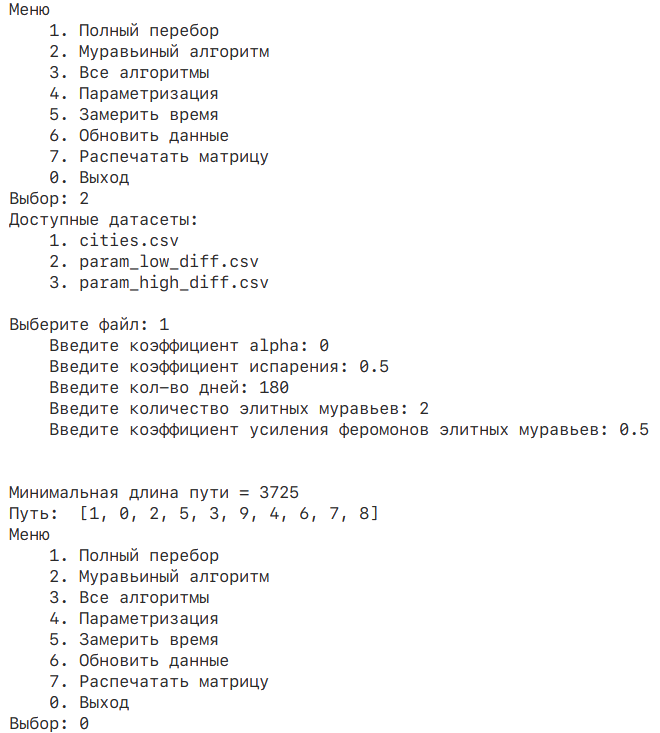 Меню
    1. Полный перебор
    2. Муравьиный алгоритм
    3. Все алгоритмы
    4. Параметризация
    5. Замерить время
    6. Обновить данные
    7. Распечатать матрицу
    0. Выход
Выбор: 2
Доступные датасеты:
    1. cities.csv
    2. param_low_diff.csv
    3. param_high_diff.csv

Выберите файл: 1
    Введите коэффициент alpha: 0
    Введите коэффициент испарения: 0.5
    Введите кол-во дней: 180
    Введите количество элитных муравьев: 2
    Введите коэффициент усиления феромонов элитных муравьев: 0.5

Минимальная длина пути = 3725
Путь:  [1, 0, 2, 5, 3, 9, 4, 6, 7, 8]
Меню
    1. Полный перебор
    2. Муравьиный алгоритм
    3. Все алгоритмы
    4. Параметризация
    5. Замерить время
    6. Обновить данные
    7. Распечатать матрицу
    0. Выход
Выбор: 0